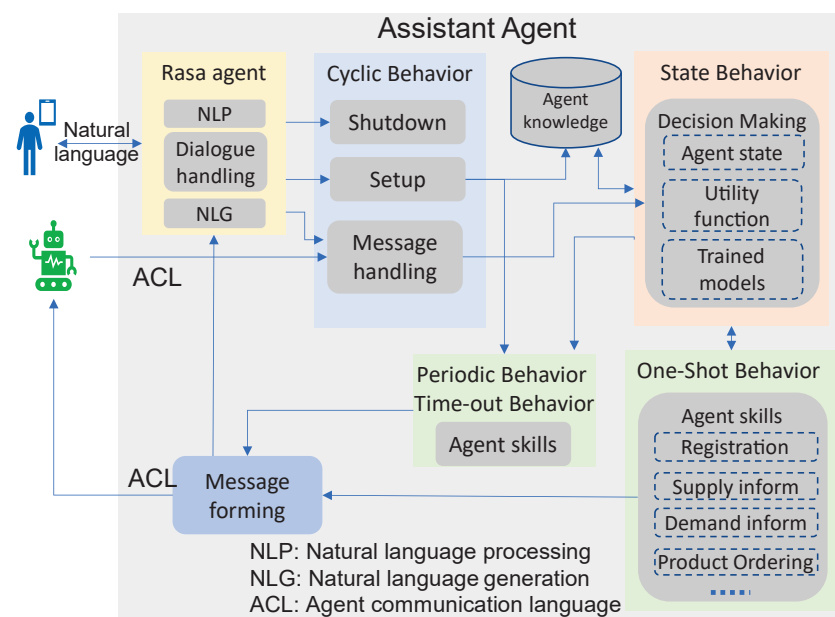 Assistant Agent
Rasa agent
NLP
Dialogue
handling
NLG
Natural
language
ACL
Cyclic Behavior
Shutdown
Setup
Message
handling
Agent
knowledge
State Behavior
Decision Making
Agent state
Utility
function
Trained
models
Periodic Behavior
Time-out Behavior
Agent skills
One-Shot Behavior
Agent skills
Registration
Supply inform
Demand inform
Product Ordering
ACL
Message
forming
NLP: Natural language processing
NLG: Natural language generation
ACL: Agent communication language